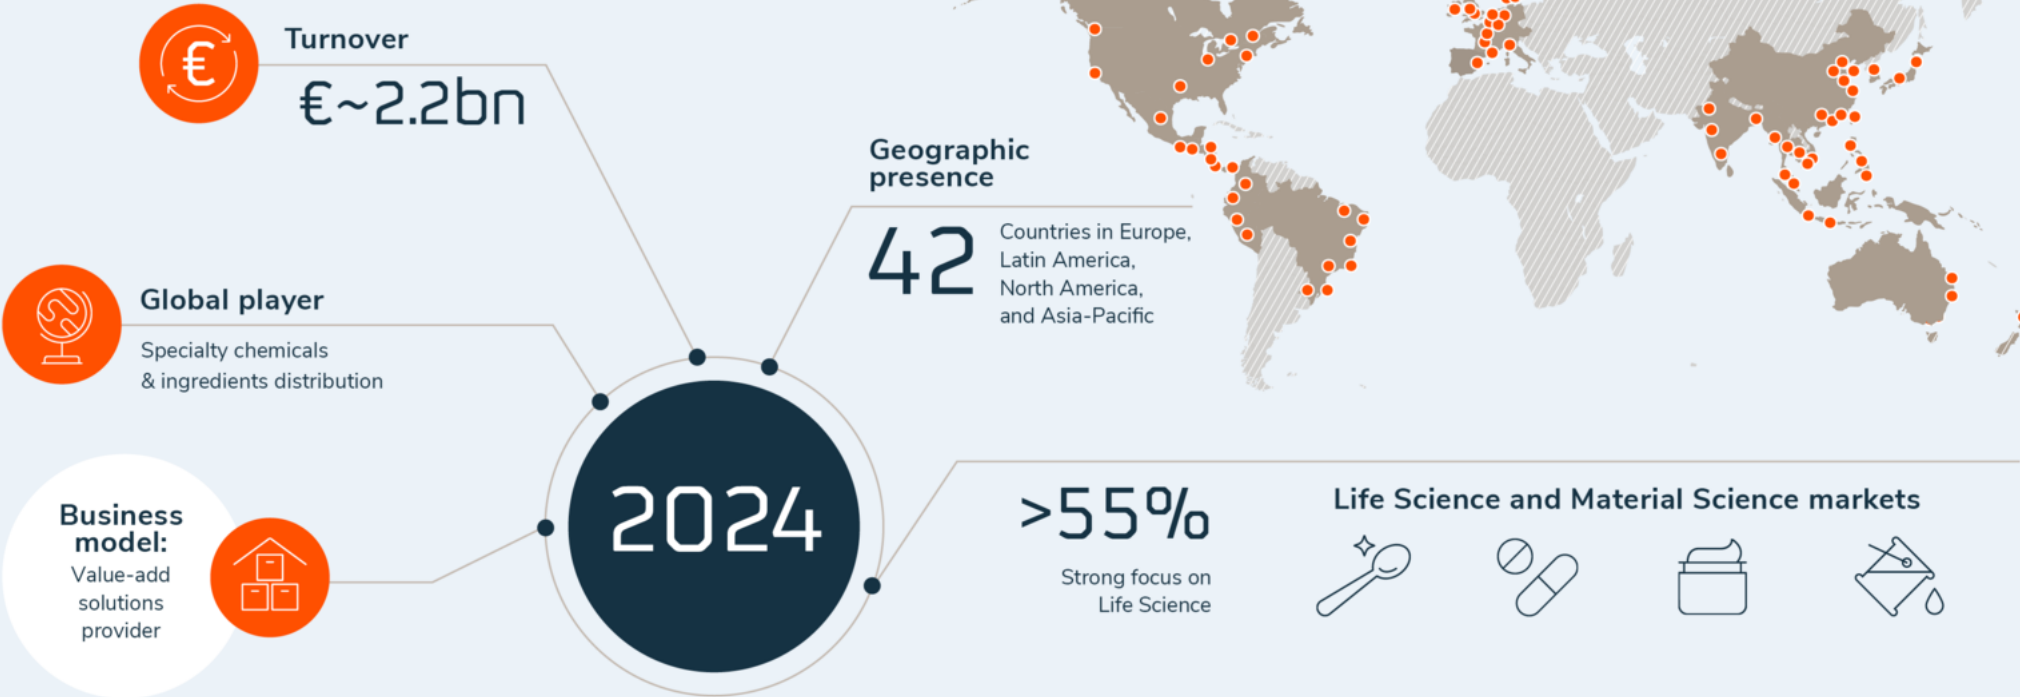 Turnover
€~2.2bn
Geographic
presence
42
Countries in Europe,
Latin America,
North America,
and Asia-Pacific
Global player
Specialty chemicals
& ingredients distribution
Business
model:
Value-add
solutions
provider
2024
>55%
Strong focus on
Life Science
Life Science and Material Science markets